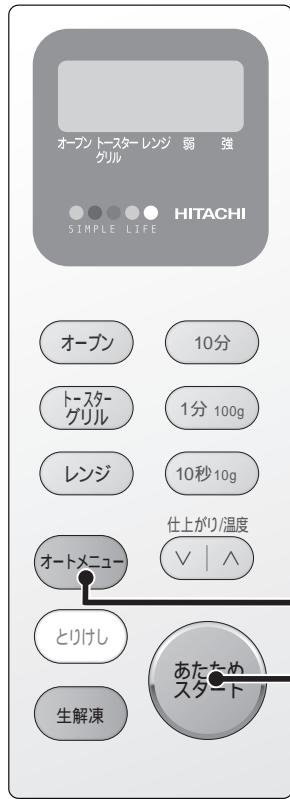 オーブン トースター レンジ 弱 強
グリル
HITACHI
SIMPLE LIFE
オーブン
10分
トースター
グリル
1分 100g
レンジ
10秒10g
仕上がり/温度
オートメニュー
とりけし
あたため
スタート
生解凍